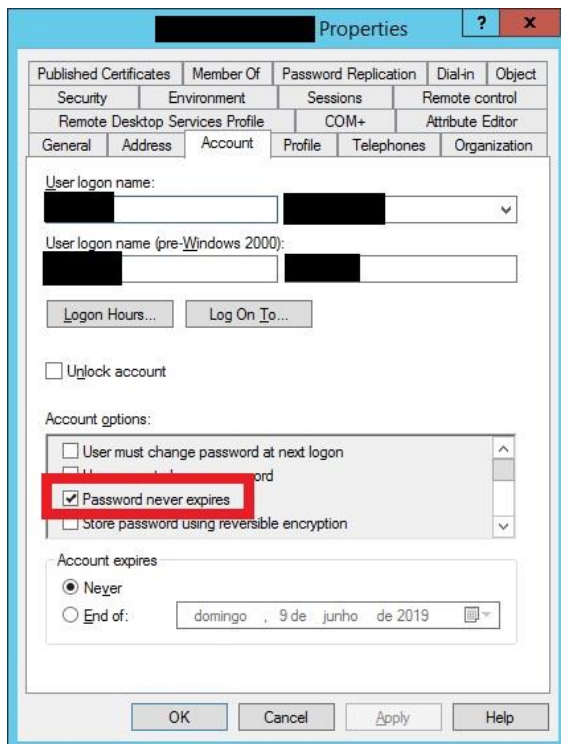 Properties
? x
Published Certificates Member Of Password Replication Dial-in Object
Security Environment Sessions Remote control
Remote Desktop Services Profile COM+ Attribute Editor
General Address Account Profile Telephones Organization
User logon name:
User logon name (pre-Windows 2000):
Logon Hours... Log On To...
Unlock account
Account options:
User must change password at next logon
Password never expires
Store password using reversible encryption
Account expires
Never
End of: domingo , 9 de junho de 2019
OK Cancel Apply Help